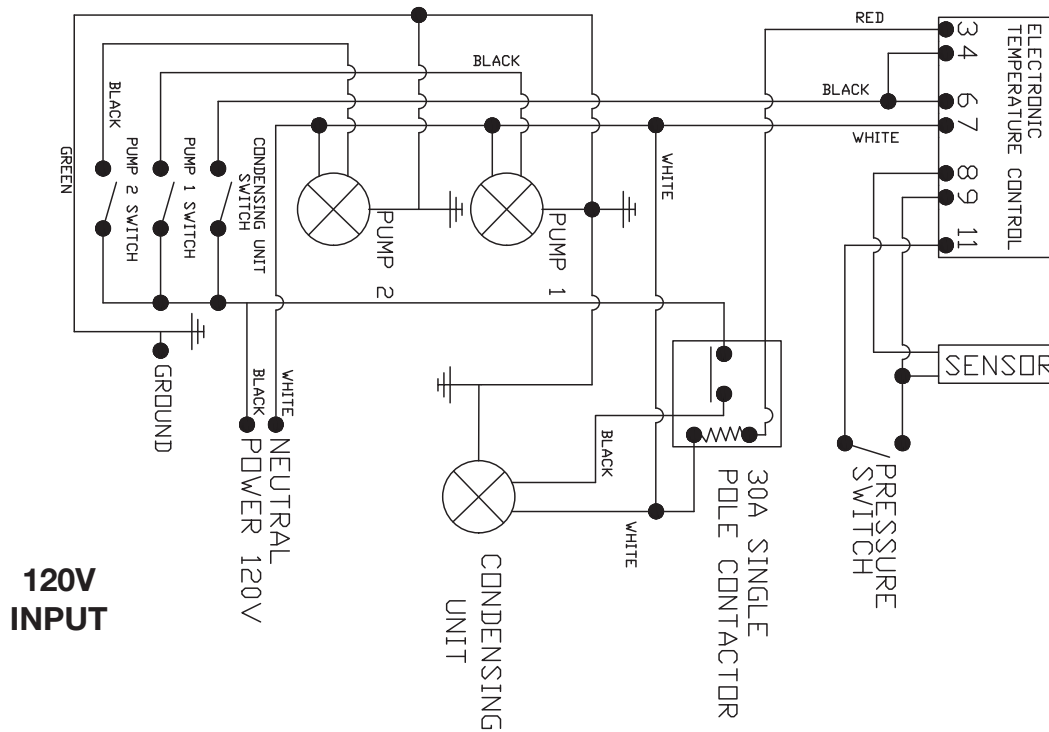 RED
BLACK
BLACK
WHITE
3
4
6
7
8
9
11
ELECTRONIC
TEMPERATURE CONTROL
BLACK
GREEN
PUMP 2 SWITCH
PUMP 1 SWITCH
CONDENSING UNIT
SWITCH
PUMP 2
PUMP 1
WHITE
GROUND
BLACK
WHITE
POWER 120V
NEUTRAL
SENSOR
BLACK
WHITE
30A SINGLE
POLE CONTACTOR
PRESSURE
SWITCH
CONDENSING
UNIT
120V
INPUT